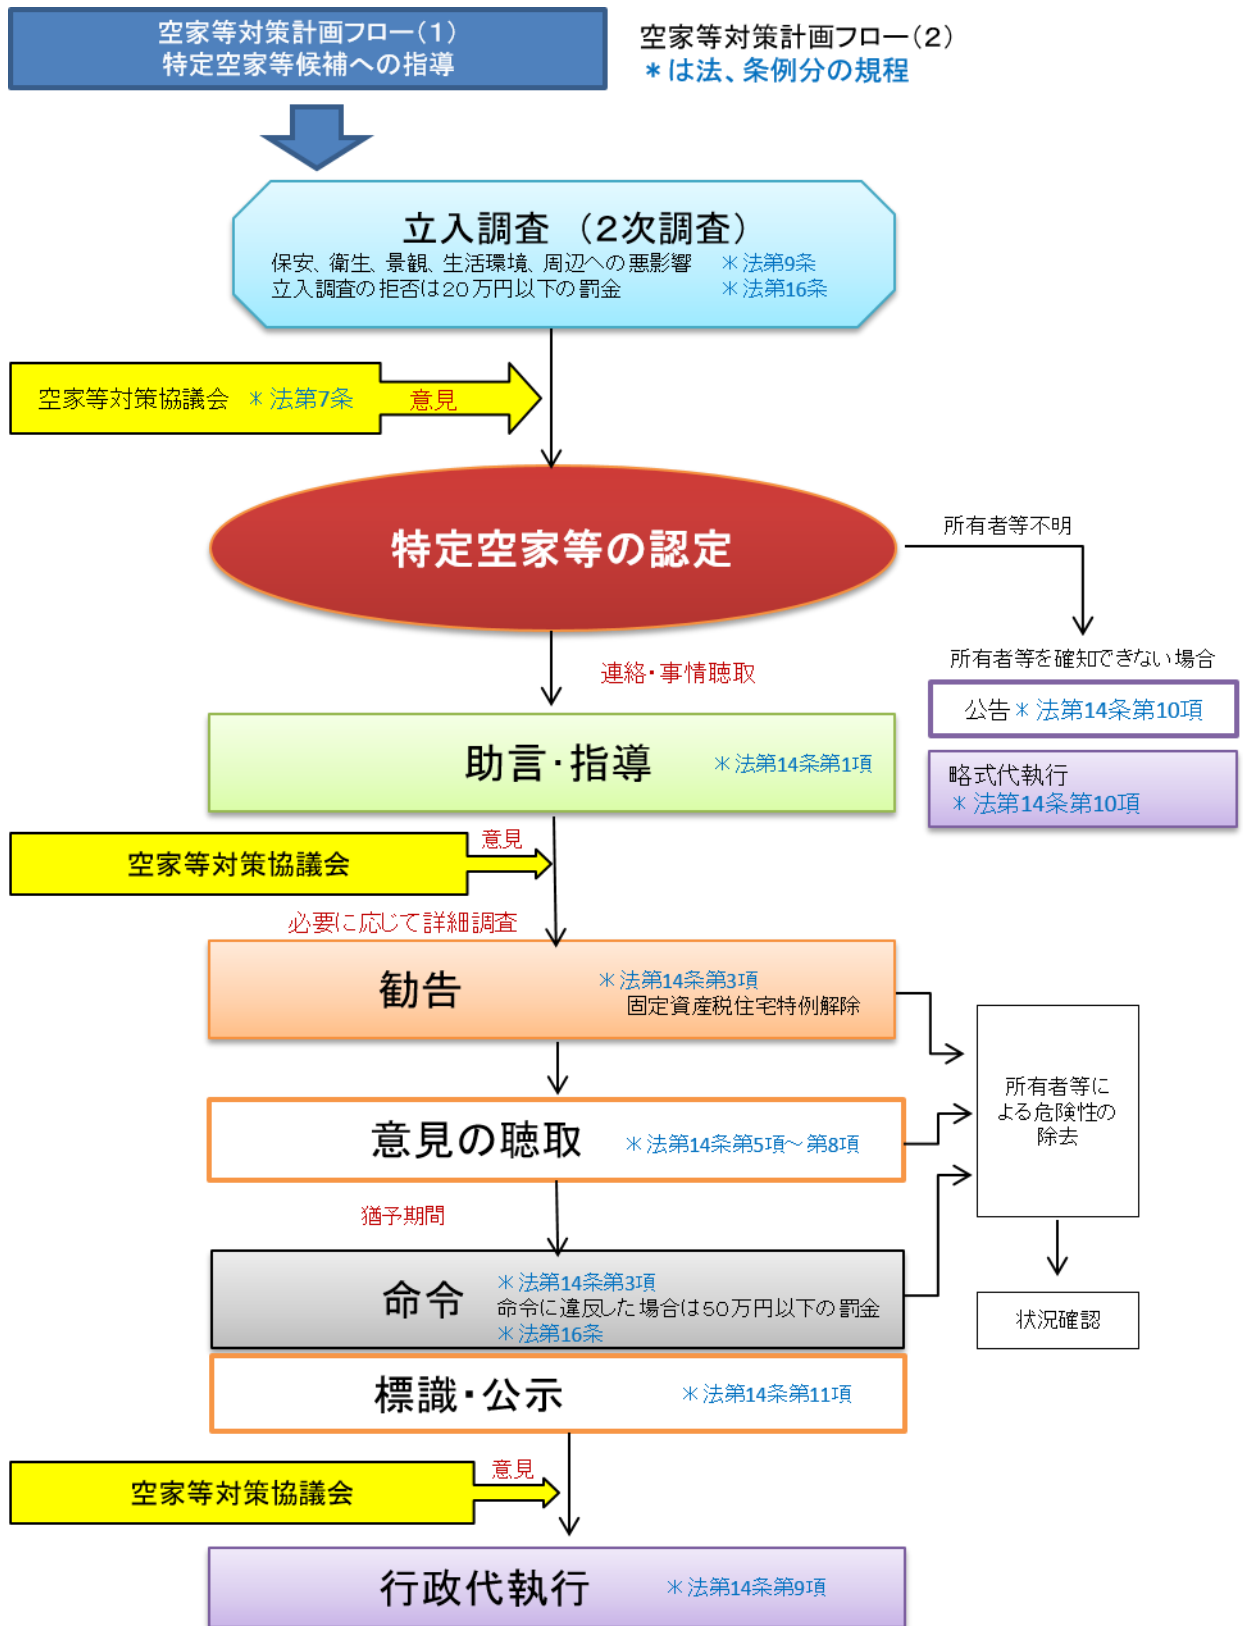 空家等対策計画フロー(1)
特定空家等候補への指導
空家等対策計画フロー(2)
＊は法、条例分の規程
立入調査 (2次調査)
保安、衛生、景観、生活環境、周辺への悪影響 ＊法第9条
立入調査の拒否は20万円以下の罰金 ＊法第16条
空家等対策協議会 ＊法第7条
意見
特定空家等の認定
所有者等不明
連絡・事情聴取
所有者等を確知できない場合
公告＊法第14条第10項
助言・指導 ＊法第14条第1項
略式代執行
＊法第14条第10項
意見
空家等対策協議会
必要に応じて詳細調査
勧告 ＊法第14条第3項
固定資産税住宅特例解除
所有者等に
よる危険性の
除去
意見の聴取 ＊法第14条第5項～第8項
猶予期間
命令
＊法第14条第3項
命令に違反した場合は50万円以下の罰金
＊法第16条
状況確認
標識・公示 ＊法第14条第11項
意見
空家等対策協議会
行政代執行 ＊法第14条第9項